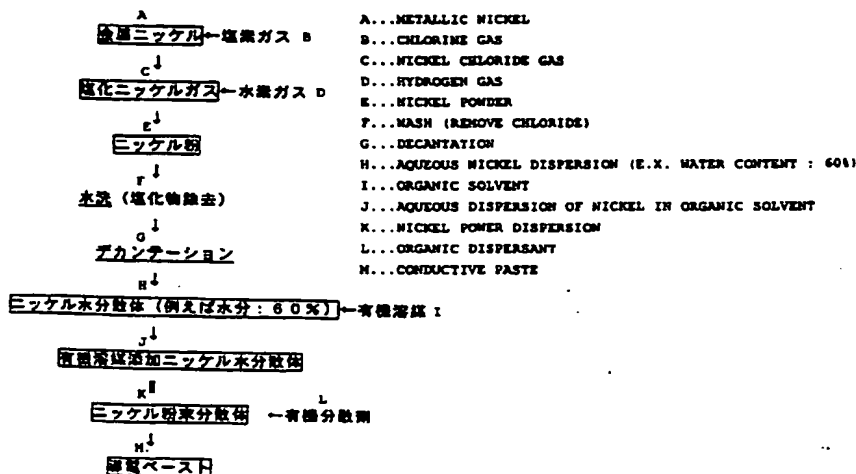 A
金属ニッケル←塩素ガス B
C↓
塩化ニッケルガス←水素ガス D
E↓
ニッケル粉
F↓
水洗 (塩化物除去)
G↓
デカンテーション
H↓
ニッケル水分散体 (例えば水分:60%)←有機溶媒 I
J↓
有機溶媒添加ニッケル水分散体
K‖ L
ニッケル粉末分散体 ←有機分散剤
M.↓
導電ペースト
A...METALLIC NICKEL
B...CHLORINE GAS
C...NICKEL CHLORIDE GAS
D...HYDROGEN GAS
E...NICKEL POWDER
F...WASH (REMOVE CHLORIDE)
G...DECANTATION
H...AQUEOUS NICKEL DISPERSION (E.X. WATER CONTENT : 60%)
I...ORGANIC SOLVENT
J...AQUEOUS DISPERSION OF NICKEL IN ORGANIC SOLVENT
K...NICKEL POWER DISPERSION
L...ORGANIC DISPERSANT
M...CONDUCTIVE PASTE